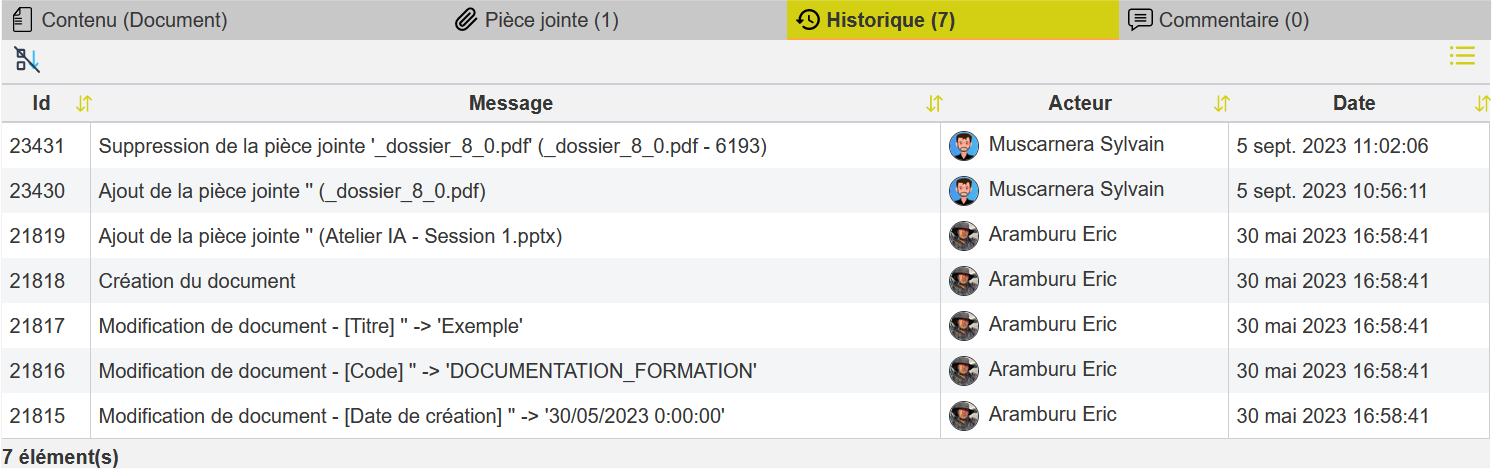 Contenu (Document) Pièce jointe (1) Historique (7) Commentaire (0)
Id Message Acteur Date
23431 Suppression de la pièce jointe '_dossier_8_0.pdf' (_dossier_8_0.pdf - 6193) Muscarnera Sylvain 5 sept. 2023 11:02:06
23430 Ajout de la pièce jointe '' (_dossier_8_0.pdf) Muscarnera Sylvain 5 sept. 2023 10:56:11
21819 Ajout de la pièce jointe '' (Atelier IA - Session 1.pptx) Aramburu Eric 30 mai 2023 16:58:41
21818 Création du document Aramburu Eric 30 mai 2023 16:58:41
21817 Modification de document - [Titre] '' -> 'Exemple' Aramburu Eric 30 mai 2023 16:58:41
21816 Modification de document - [Code] '' -> 'DOCUMENTATION_FORMATION' Aramburu Eric 30 mai 2023 16:58:41
21815 Modification de document - [Date de création] '' -> '30/05/2023 0:00:00' Aramburu Eric 30 mai 2023 16:58:41
7 élément(s)